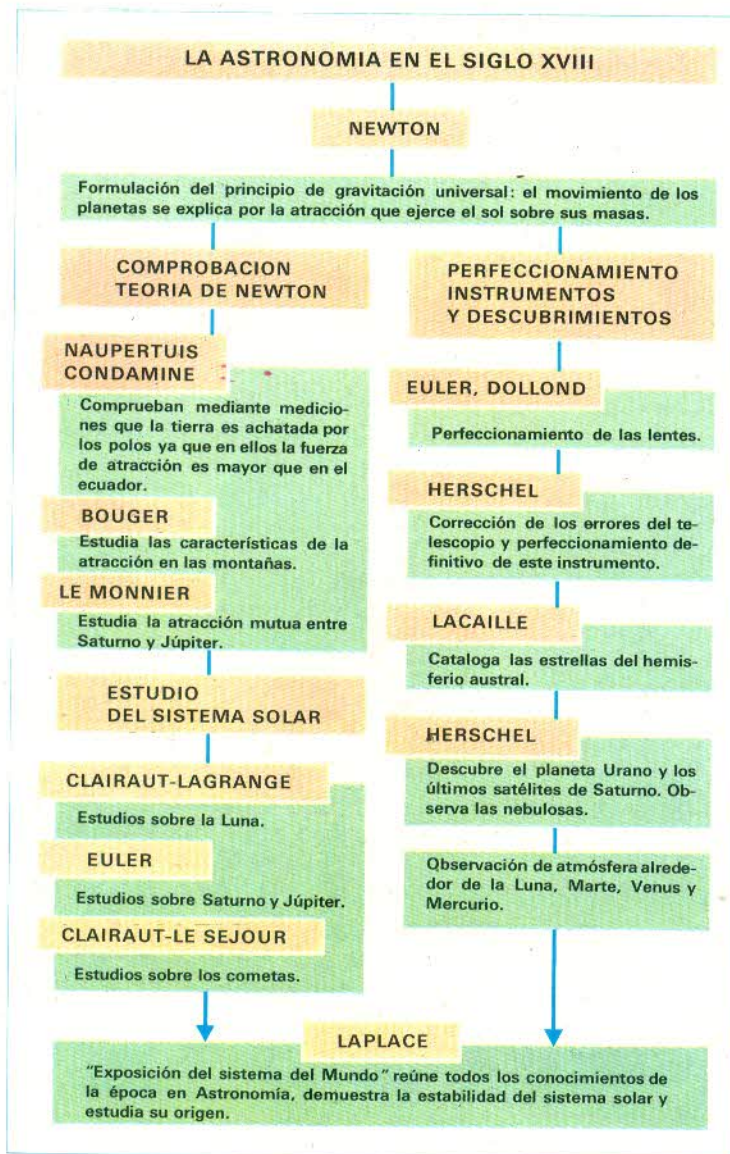 LA ASTRONOMIA EN EL SIGLO XVIII
NEWTON
Formulación del principio de gravitación universal: el movimiento de los
planetas se explica por la atracción que ejerce el sol sobre sus masas.
COMPROBACION
TEORIA DE NEWTON
NAUPERTUIS
CONDAMINE
Comprueban mediante medicio-
nes que la tierra es achatada por
los polos ya que en ellos la fuerza
de atracción es mayor que en el
ecuador.
BOUGER
Estudia las características de la
atracción en las montañas.
LE MONNIER
Estudia la atracción mutua entre
Saturno y Júpiter.
ESTUDIO
DEL SISTEMA SOLAR
CLAIRAUT-LAGRANGE
Estudios sobre la Luna.
EULER
Estudios sobre Saturno y Júpiter.
CLAIRAUT-LE SEJOUR
Estudios sobre los cometas.
PERFECCIONAMIENTO
INSTRUMENTOS
Y DESCUBRIMIENTOS
EULER, DOLLOND
Perfeccionamiento de las lentes.
HERSCHEL
Corrección de los errores del te-
lescopio y perfeccionamiento de-
finitivo de este instrumento.
LACAILLE
Cataloga las estrellas del hemis-
ferio austral.
HERSCHEL
Descubre el planeta Urano y los
últimos satélites de Saturno. Ob-
serva las nebulosas.
Observación de atmósfera alrede-
dor de la Luna, Marte, Venus y
Mercurio.
LAPLACE
"Exposición del sistema del Mundo" reúne todos los conocimientos de
la época en Astronomía, demuestra la estabilidad del sistema solar y
estudia su origen.